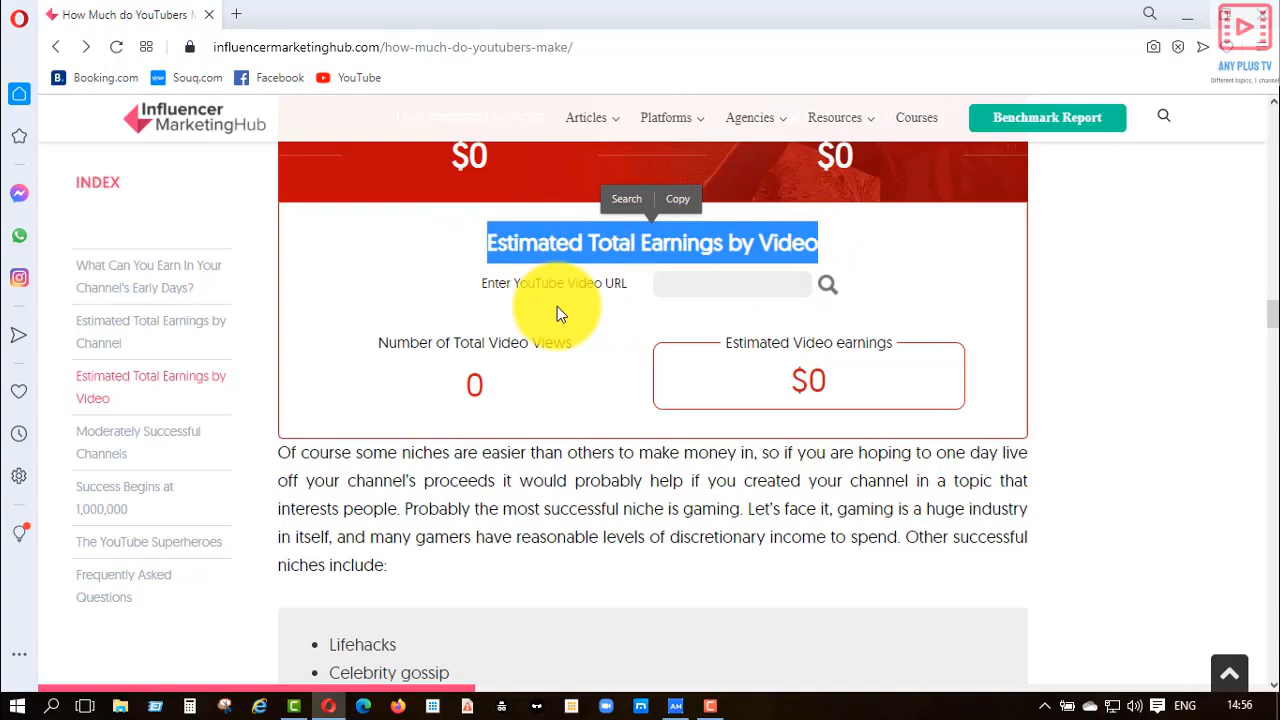 How Much do YouTubers M
ANY PLUS TV
Different topics, 1 channel
influencermarketinghub.com/how-much-do-youtubers-make/
B. Booking.com
Souq.com
Facebook
YouTube
Influencer
MarketingHub
Articles
Platforms
Agencies
Resources
Courses
Benchmark Report
$0
$0
INDEX
What Can You Earn In Your
Channel's Early Days?
Estimated Total Earnings by
Channel
Estimated Total Earnings by
Video
Moderately Successful
Channels
Success Begins at
1,000,000
The YouTube Superheroes
Frequently Asked
Questions
Search
Copy
Estimated Total Earnings by Video
Enter YouTube Video URL
Number of Total Video Views
0
Estimated Video earnings
$0
Of course some niches are easier than others to make money in, so if you are hoping to one day live
off your channel's proceeds it would probably help if you created your channel in a topic that
interests people. Probably the most successful niche is gaming. Let's face it, gaming is a huge industry
in itself, and many gamers have reasonable levels of discretionary income to spend. Other successful
niches include:
• Lifehacks
• Celebrity gossip
AH
ENG
14:56